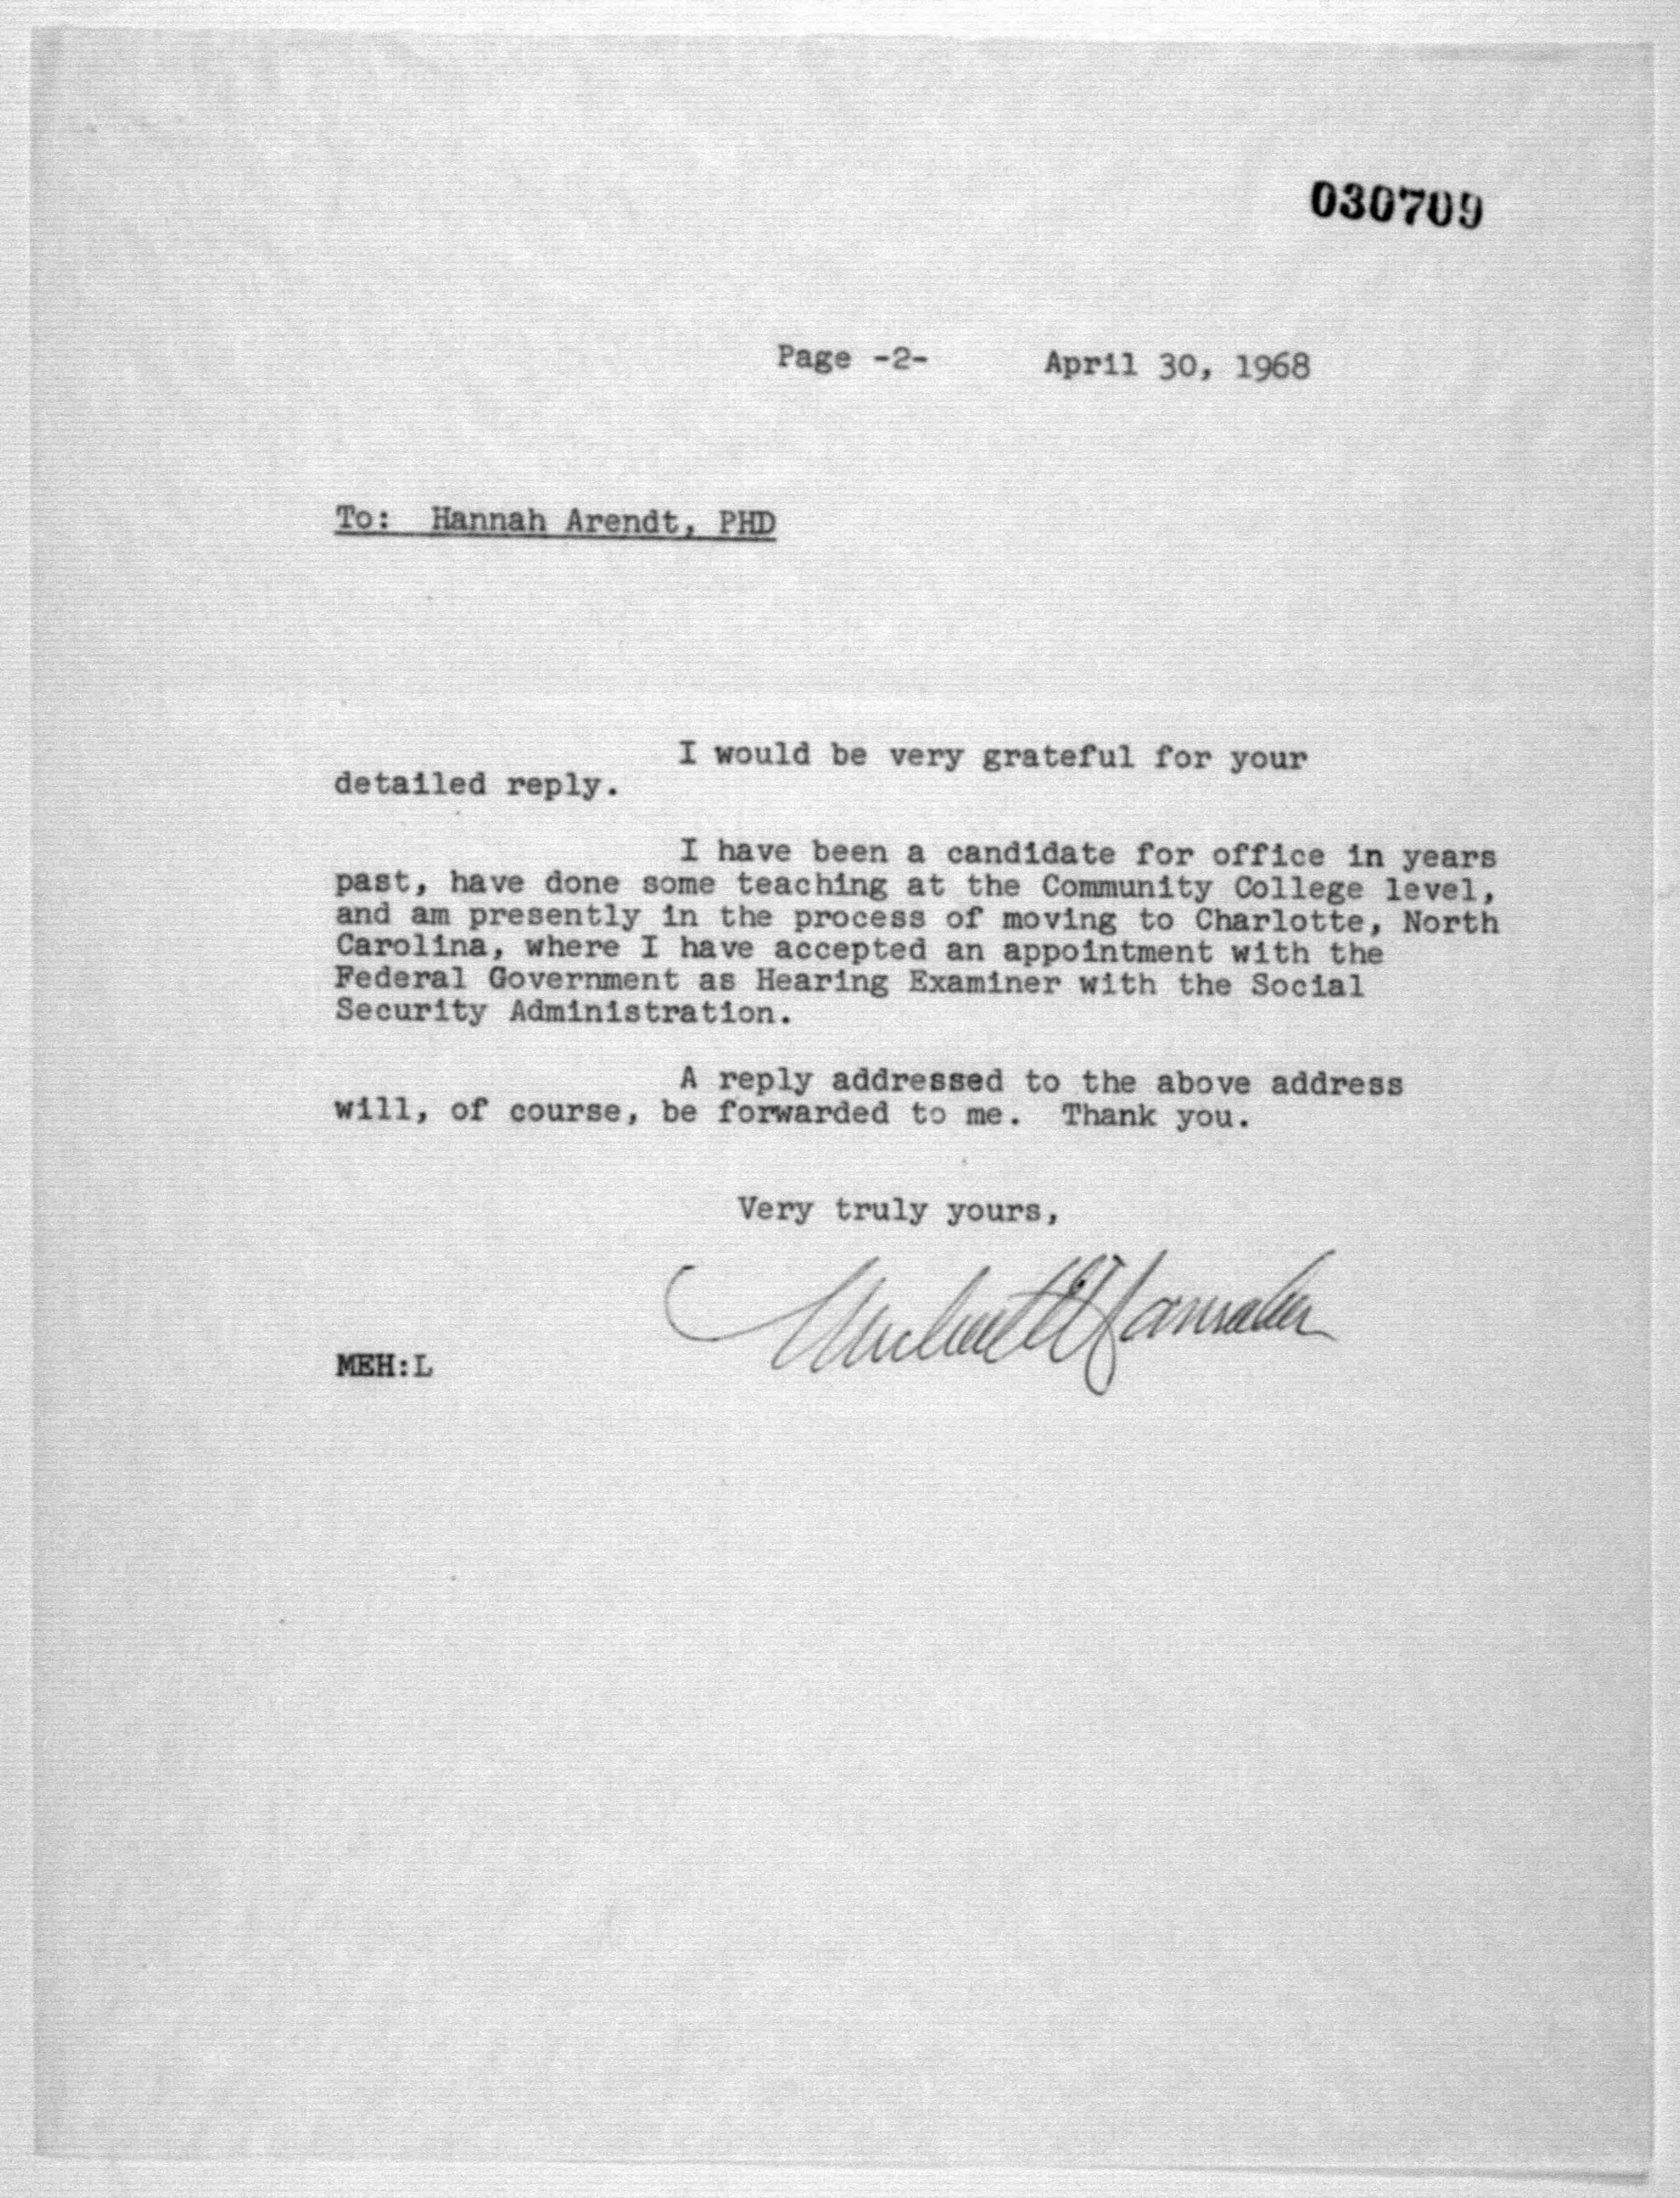 030709
Page -2- April 30, 1968
To: Hannah Arendt, PHD
I would be very grateful for your
detailed reply.
I have been a candidate for office in years
past, have done some teaching at the Community College level,
and am presently in the process of moving to Charlotte, North
Carolina, where I have accepted an appointment with the
Federal Government as Hearing Examiner with the Social
Security Administration.
A reply addressed to the above address
will, of course, be forwarded to me. Thank you.
Very truly yours,
MEH:L